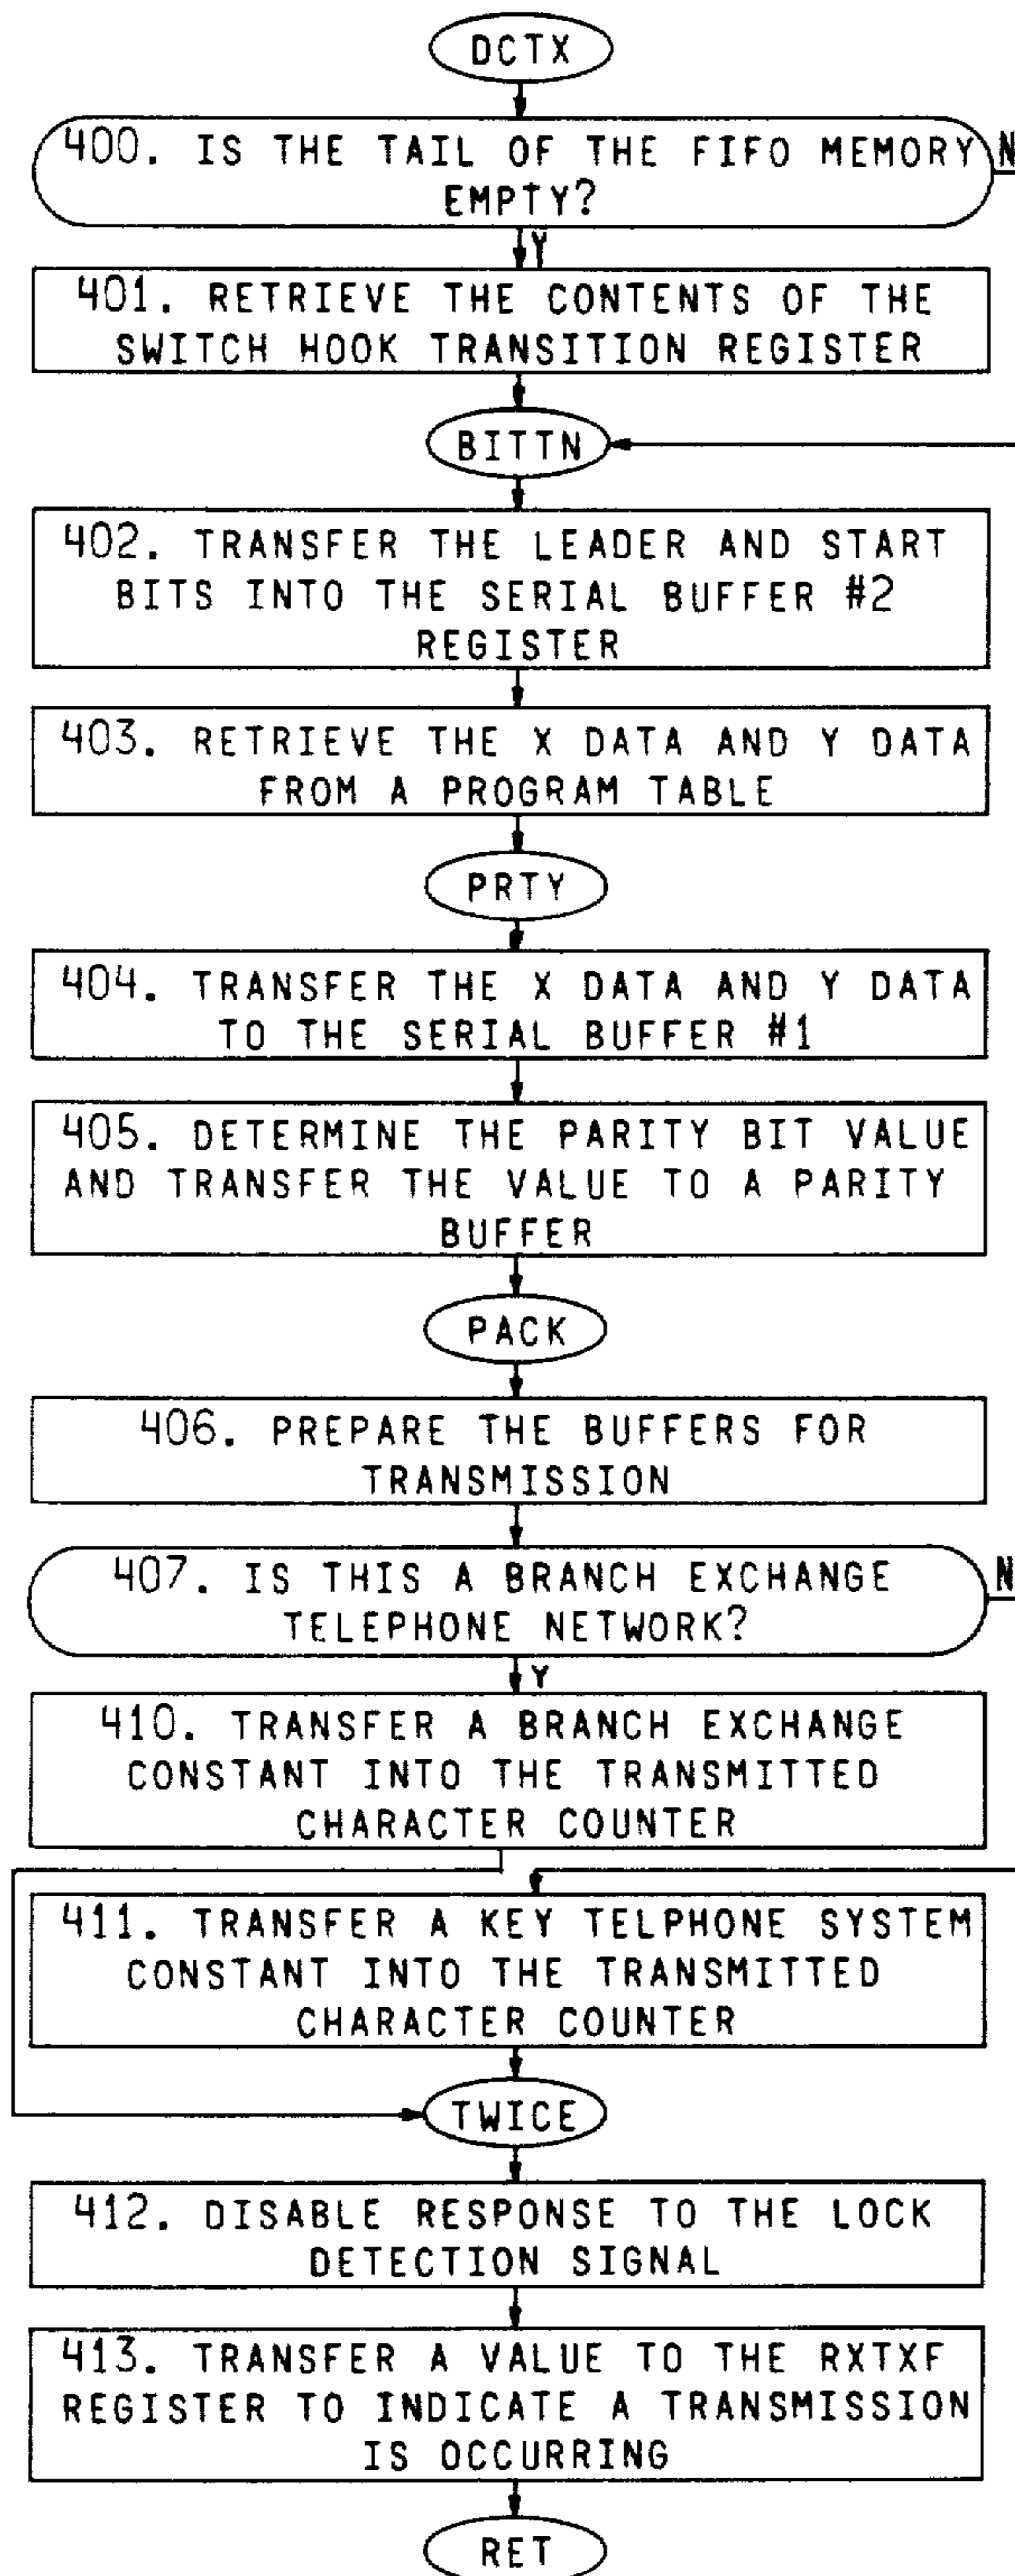 DCTX
400. IS THE TAIL OF THE FIFO MEMORY N
EMPTY?
Y
401. RETRIEVE THE CONTENTS OF THE
SWITCH HOOK TRANSITION REGISTER
BITTN
402. TRANSFER THE LEADER AND START
BITS INTO THE SERIAL BUFFER #2
REGISTER
403. RETRIEVE THE X DATA AND Y DATA
FROM A PROGRAM TABLE
PRTY
404. TRANSFER THE X DATA AND Y DATA
TO THE SERIAL BUFFER #1
405. DETERMINE THE PARITY BIT VALUE
AND TRANSFER THE VALUE TO A PARITY
BUFFER
PACK
406. PREPARE THE BUFFERS FOR
TRANSMISSION
407. IS THIS A BRANCH EXCHANGE N
TELEPHONE NETWORK?
Y
410. TRANSFER A BRANCH EXCHANGE
CONSTANT INTO THE TRANSMITTED
CHARACTER COUNTER
411. TRANSFER A KEY TELPHONE SYSTEM
CONSTANT INTO THE TRANSMITTED
CHARACTER COUNTER
TWICE
412. DISABLE RESPONSE TO THE LOCK
DETECTION SIGNAL
413. TRANSFER A VALUE TO THE RXTXF
REGISTER TO INDICATE A TRANSMISSION
IS OCCURRING
RET